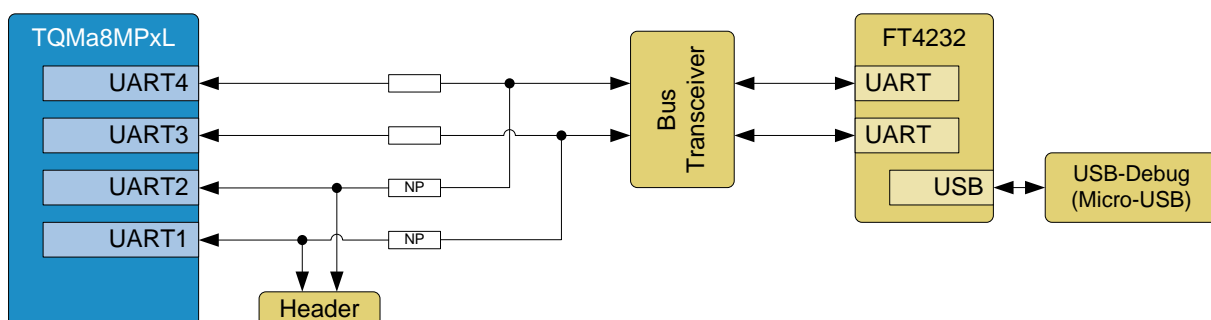 TQMa8MPxL
UART4
UART3
UART2
UART1
NP
NP
Header
Bus
Transceiver
FT4232
UART
UART
USB
USB-Debug
(Micro-USB)